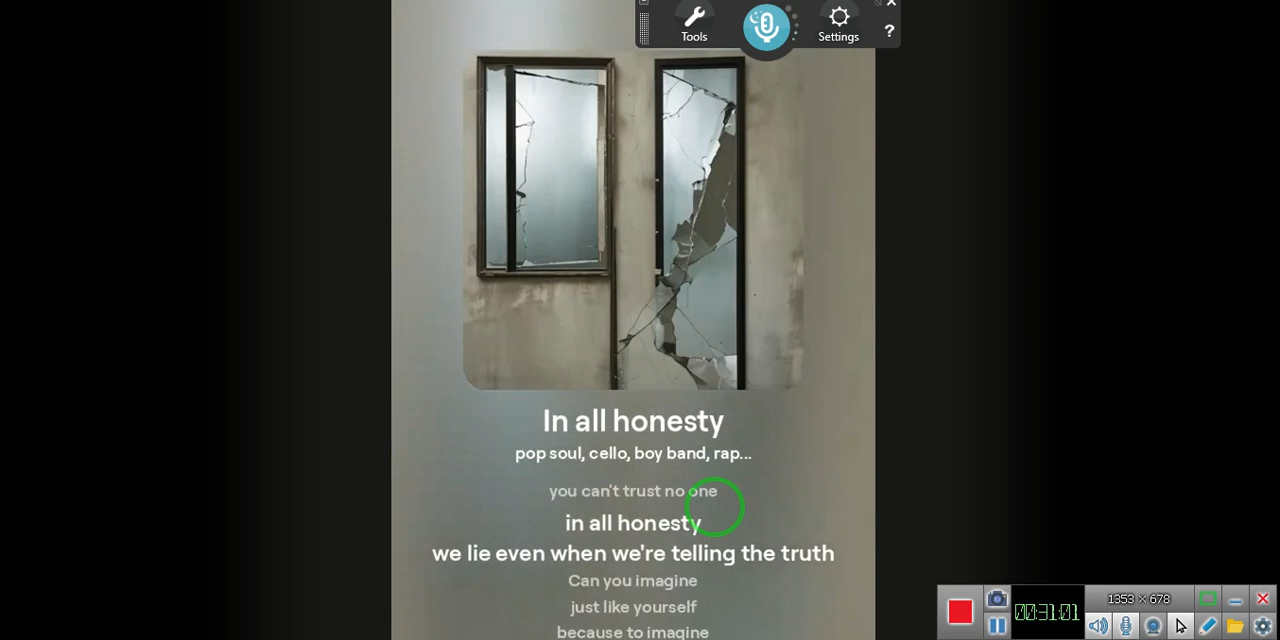 Tools
Settings
?
In all honesty
pop soul, cello, boy band, rap...
you can't trust no one
in all honesty
we lie even when we're telling the truth
Can you imagine
just like yourself
because to imagine
1353 × 678
00:31:01